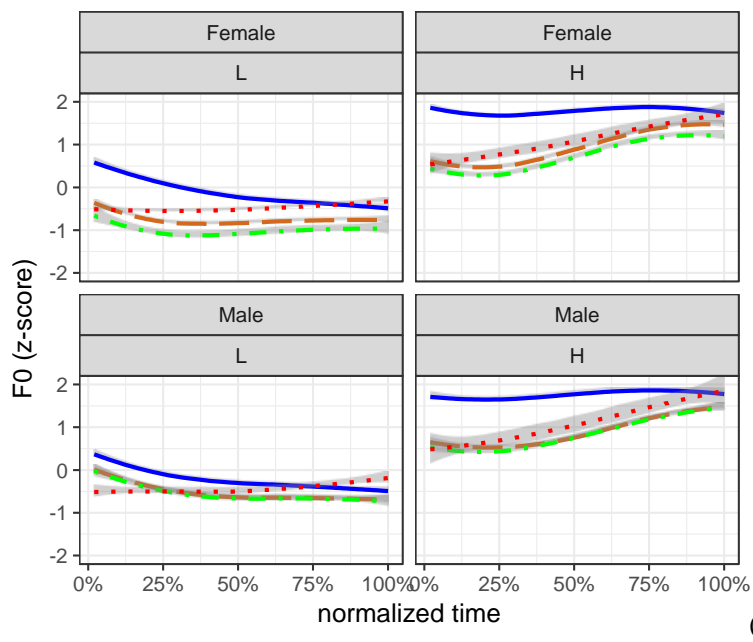 Female Female
L H
2
1
0
-1
-2
Male Male
L H
2
1
0
-1
-2
F0 (z-score)
0% 25% 50% 75% 100% 0% 25% 50% 75% 100%
normalized time